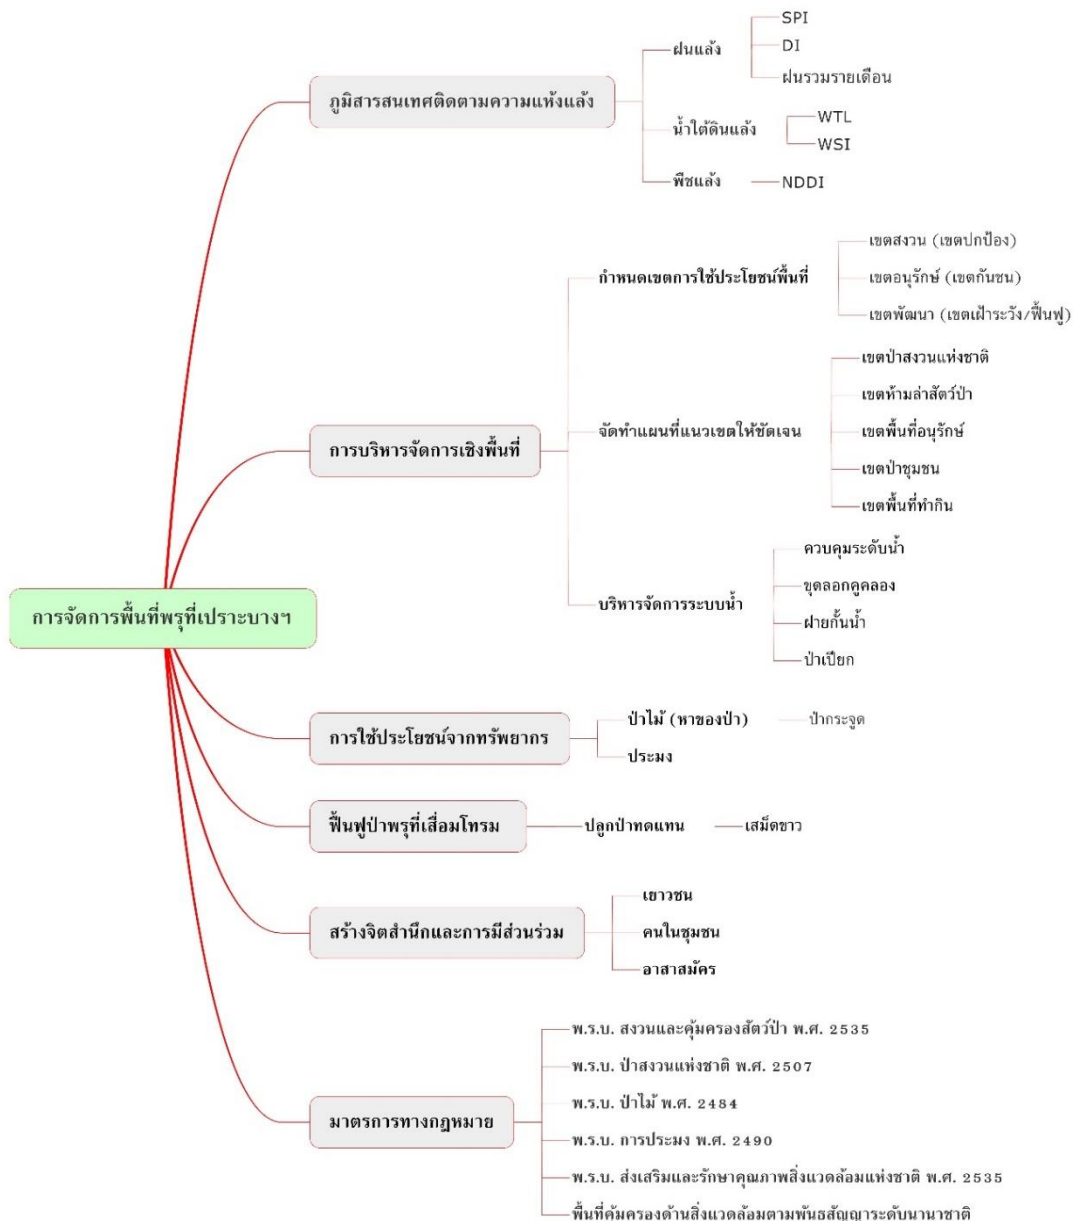 ภูมิสารสนเทศติดตามความแห้งแล้ง
ฝนแล้ง
SPI
DI
ฝนรวมรายเดือน
น้ำใต้ดินแล้ง
WTL
WSI
พืชแล้ง
NDDI
การบริหารจัดการเชิงพื้นที่
กำหนดเขตการใช้ประโยชน์พื้นที่
เขตสงวน (เขตปกป้อง)
เขตอนุรักษ์ (เขตกันชน)
เขตพัฒนา (เขตเฝ้าระวัง/ฟื้นฟู)
จัดทำแผนที่แนวเขตให้ชัดเจน
เขตป่าสงวนแห่งชาติ
เขตห้ามล่าสัตว์ป่า
เขตพื้นที่อนุรักษ์
เขตป่าชุมชน
เขตพื้นที่ทำกิน
บริหารจัดการระบบน้ำ
ควบคุมระดับน้ำ
ขุดลอกคูคลอง
ฝายกั้นน้ำ
ป่าเปียก
การจัดการพื้นที่พรุที่เปราะบางฯ
การใช้ประโยชน์จากทรัพยากร
ป่าไม้ (หาของป่า)
ป่ากระจูด
ประมง
ฟื้นฟูป่าพรุที่เสื่อมโทรม
ปลูกป่าทดแทน
เสม็ดขาว
สร้างจิตสำนึกและการมีส่วนร่วม
เยาวชน
คนในชุมชน
อาสาสมัคร
มาตรการทางกฎหมาย
พ.ร.บ. สงวนและคุ้มครองสัตว์ป่า พ.ศ. 2535
พ.ร.บ. ป่าสงวนแห่งชาติ พ.ศ. 2507
พ.ร.บ. ป่าไม้ พ.ศ. 2484
พ.ร.บ. การประมง พ.ศ. 2490
พ.ร.บ. ส่งเสริมและรักษาคุณภาพสิ่งแวดล้อมแห่งชาติ พ.ศ. 2535
พื้นที่คุ้มครองด้านสิ่งแวดล้อมตามพันธสัญญาระดับนานาชาติ